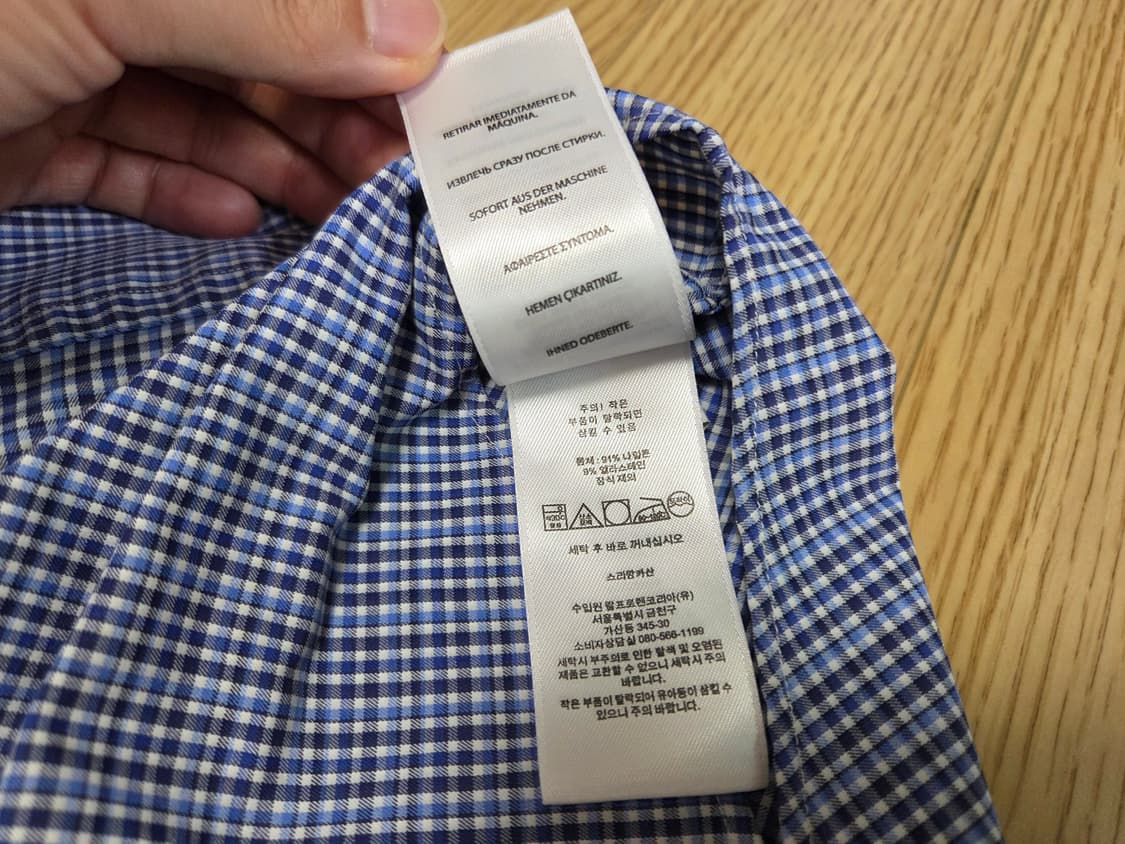 RETIRAR IMEDIATAMENTE DA
MÁQUINA.
ИЗВЛЕЧЬ СРАЗУ ПОСЛЕ СТИРКИ.
SOFORT AUS DER MASCHINE
NEHMEN.
ΑΦΑΙΡΕΣΤΕ ΣΥΝΤΟΜΑ.
HEMEN ÇIKARTINIZ.
IHNED ODEBERTE.
주의! 작은
부품이 탈락되면
삼킬 수 있음
몸체 : 91% 나일론
9% 엘라스테인
장식 제외
세탁 후 바로 꺼내십시오
스리랑카산
수입원 랄프로렌코리아(유)
서울특별시 금천구
가산동 345-30
소비자상담실 080-566-1199
세탁시 부주의로 인한 탈색 및 오염된
제품은 교환할 수 없으니 세탁시 주의
바랍니다.
작은 부품이 탈락되어 유아동이 삼킬 수
있으니 주의 바랍니다.